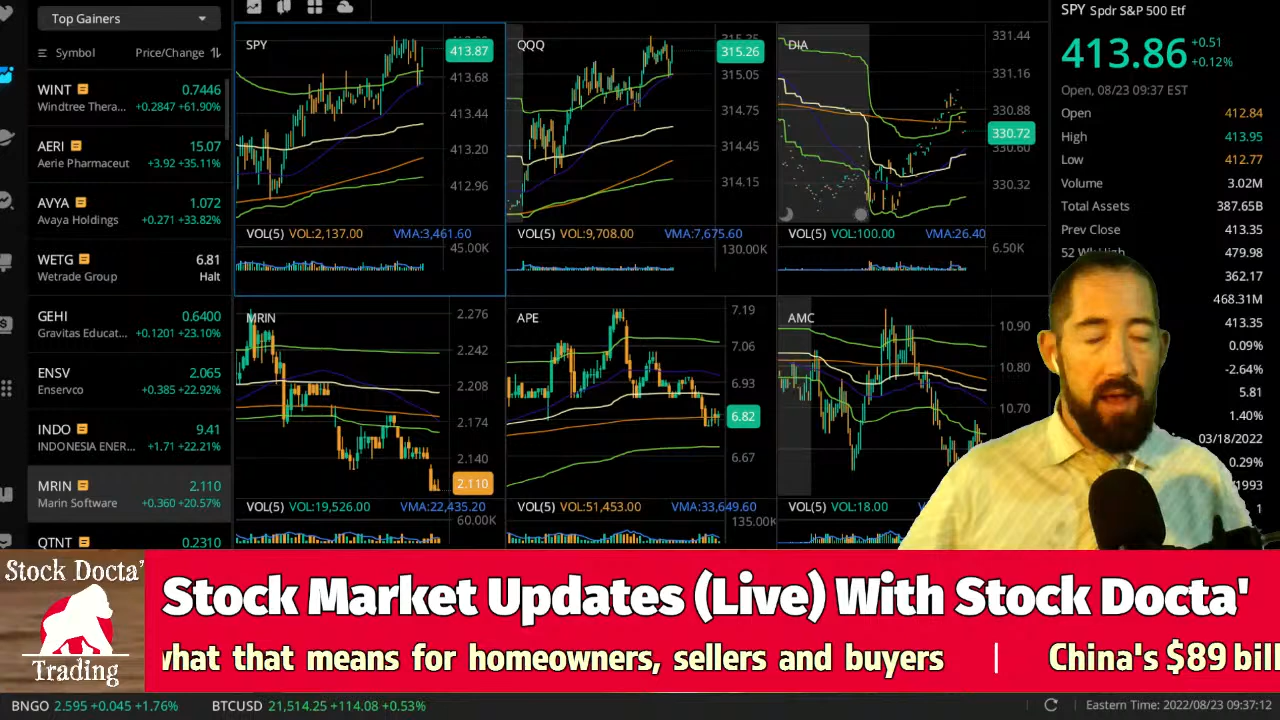 Top Gainers
Symbol Price/Change
WINT 0.7446
Windtree Thera... +0.2847 +61.90%
AERI 15.07
Aerie Pharmaceut +3.92 +35.11%
AVYA 1.072
Avaya Holdings +0.271 +33.82%
WETG 6.81
Wetrade Group Halt
GEHI 0.6400
Gravitas Educat... +0.1201 +23.10%
ENSV 2.065
Enservco +0.385 +22.92%
INDO 9.41
INDONESIA ENER... +1.71 +22.21%
MRIN 2.110
Marin Software +0.360 +20.57%
QTNT 0.2310
SPY
413.87
413.68
413.44
413.20
412.96
VOL(5) VOL:2,137.00 VMA:3,461.60
45.00K
QQQ
315.35
315.26
315.05
314.75
314.45
314.15
VOL(5) VOL:9,708.00 VMA:7,675.60
130.00K
DIA
331.44
331.16
330.88
330.72
330.60
330.32
VOL(5) VOL:100.00 VMA:26.40
6.50K
MRIN
2.276
2.242
2.208
2.174
2.140
2.110
VOL(5) VOL:19,526.00 VMA:22,435.20
60.00K
APE
7.19
7.06
6.93
6.82
6.67
VOL(5) VOL:51,453.00 VMA:33,649.60
135.00K
AMC
10.90
10.80
10.70
VOL(5) VOL:18.00
SPY Spdr S&P 500 Etf
413.86 +0.51
+0.12%
Open, 08/23 09:37 EST
Open 412.84
High 413.95
Low 412.77
Volume 3.02M
Total Assets 387.65B
Prev Close 413.35
52 Wk High 479.98
362.17
468.31M
413.35
0.09%
-2.64%
5.81
1.40%
03/18/2022
0.29%
/1993
1
Stock Docta'
Trading
Stock Market Updates (Live) With Stock Docta'
what that means for homeowners, sellers and buyers | China's $89 bill
BNGO 2.595 +0.045 +1.76% BTCUSD 21,514.25 +114.08 +0.53%
Eastern Time: 2022/08/23 09:37:12